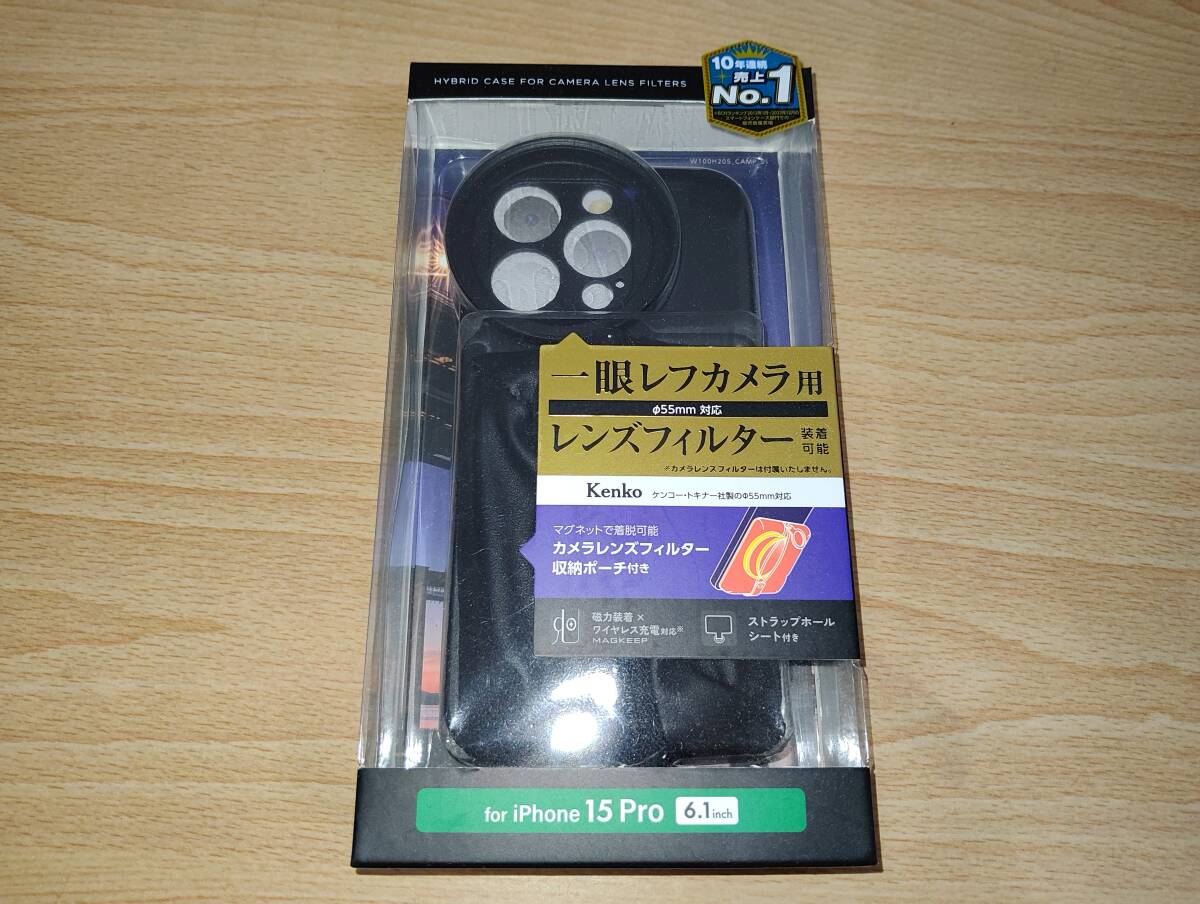 HYBRID CASE FOR CAMERA LENS FILTERS
10年連続
売上
No.1
W100H205_CAMP_SI
一眼レフカメラ用
φ55mm 対応
レンズフィルター 装着可能
※カメラレンズフィルターは付属いたしません。
Kenko ケンコー・トキナー社製のΦ55mm対応
マグネットで着脱可能
カメラレンズフィルター
収納ポーチ付き
磁力装着×
ワイヤレス充電対応※
MAGKEEP
ストラップホール
シート付き
for iPhone 15 Pro 6.1inch